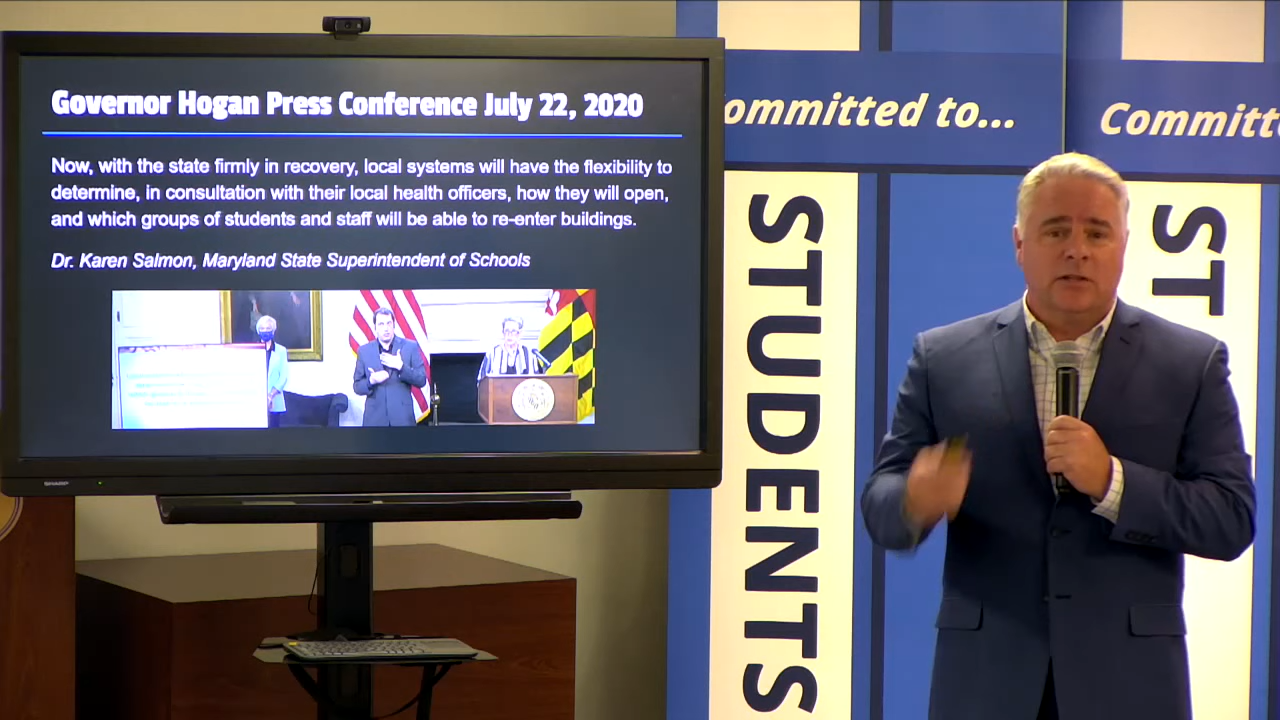 Governor Hogan Press Conference July 22, 2020
Now, with the state firmly in recovery, local systems will have the flexibility to
determine, in consultation with their local health officers, how they will open,
and which groups of students and staff will be able to re-enter buildings.
Dr. Karen Salmon, Maryland State Superintendent of Schools
SHARP
ommitted to...
STUDENTS
Committ
ST